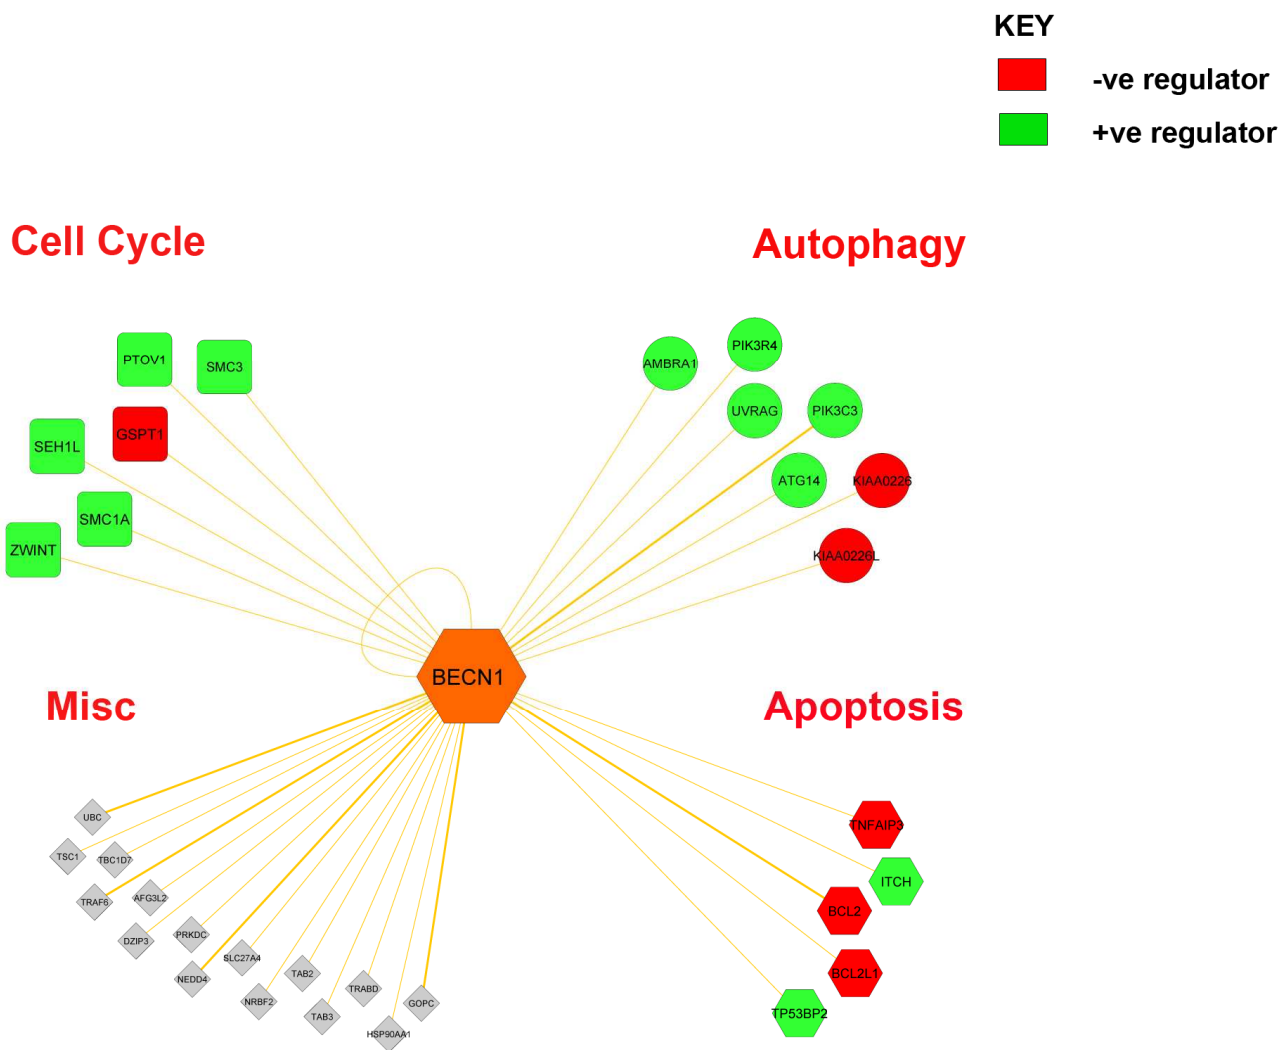 KEY
-ve regulator
+ve regulator
Cell Cycle
Autophagy
PTOV1
SMC3
GSPT1
SEH1L
SMC1A
ZWINT
AMBRA1
PIK3R4
UVRAG
PIK3C3
ATG14
KIAA0226
KIAA0226L
BECN1
Misc
Apoptosis
UBC
TSC1
TBC1D7
TRAF6
AFG3L2
DZIP3
PRKDC
NEDD4
SLC27A4
NRBF2
TAB2
TAB3
TRABD
HSP90AA1
GOPC
TNFAIP3
ITCH
BCL2
BCL2L1
TP53BP2